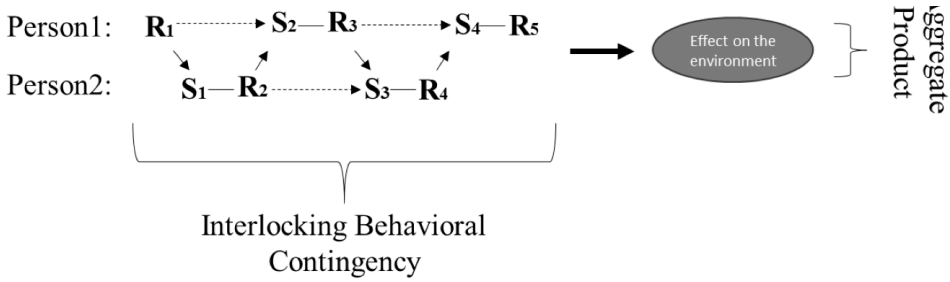 Person1: R1 S2 R3 S4 R5
Person2: S1 R2 S3 R4
Effect on the
environment
Aggregate
Product
Interlocking Behavioral
Contingency